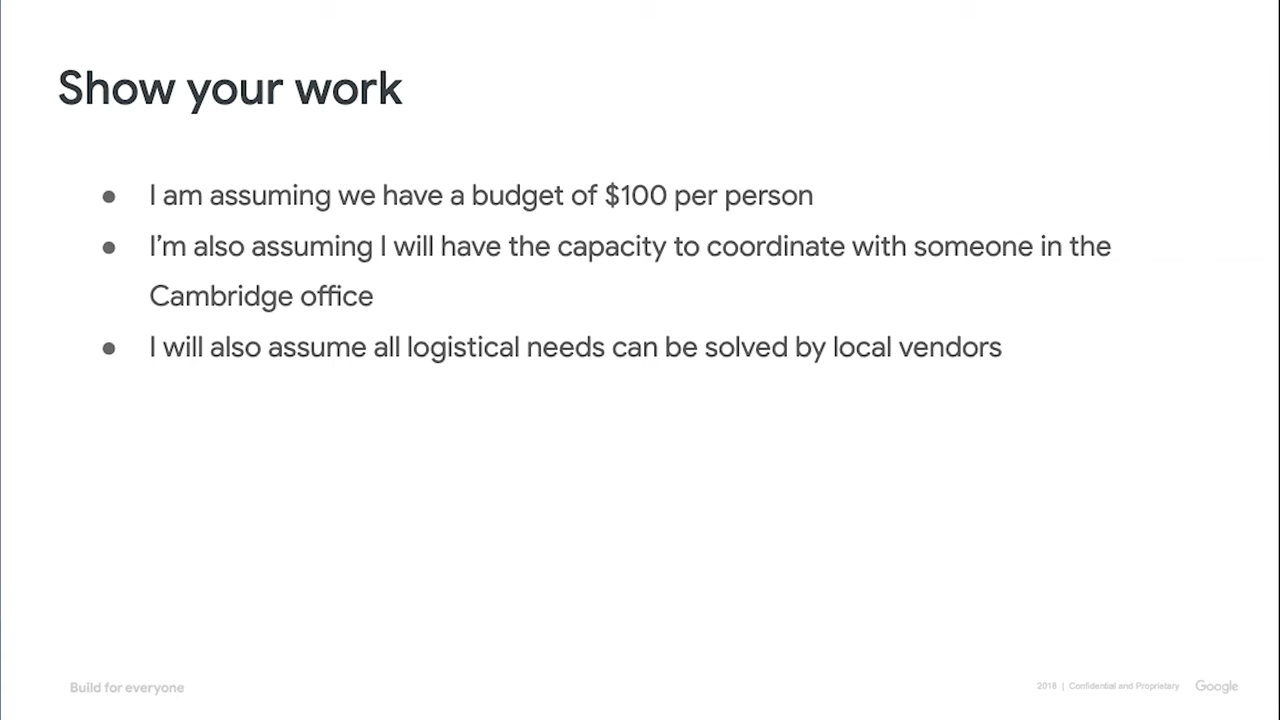 Show your work
● I am assuming we have a budget of $100 per person
● I'm also assuming I will have the capacity to coordinate with someone in the
Cambridge office
● I will also assume all logistical needs can be solved by local vendors
Build for everyone
2018 | Confidential and Proprietary Google